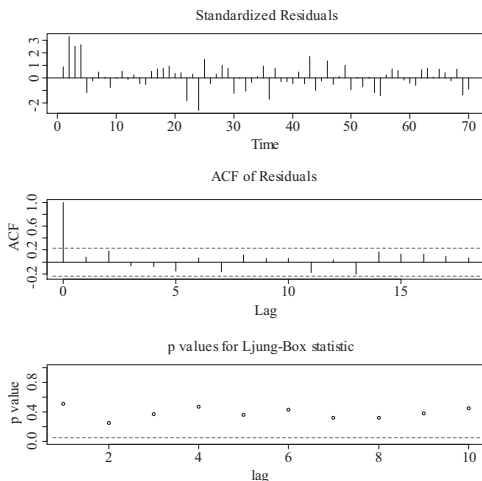 Standardized Residuals
3
2
1
0
-2
0 10 20 30 40 50 60 70
Time
ACF of Residuals
ACF
1.0
0.6
0.2
-0.2
0 5 10 15
Lag
p values for Ljung-Box statistic
p value
0.8
0.4
0.0
2 4 6 8 10
lag